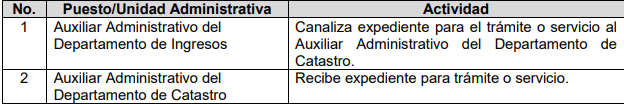 No. Puesto/Unidad Administrativa Actividad
1 Auxiliar Administrativo del Canaliza expediente para el trámite o servicio al
Departamento de Ingresos Auxiliar Administrativo del Departamento de
Catastro.
2 Auxiliar Administrativo del Recibe expediente para trámite o servicio.
Departamento de Catastro